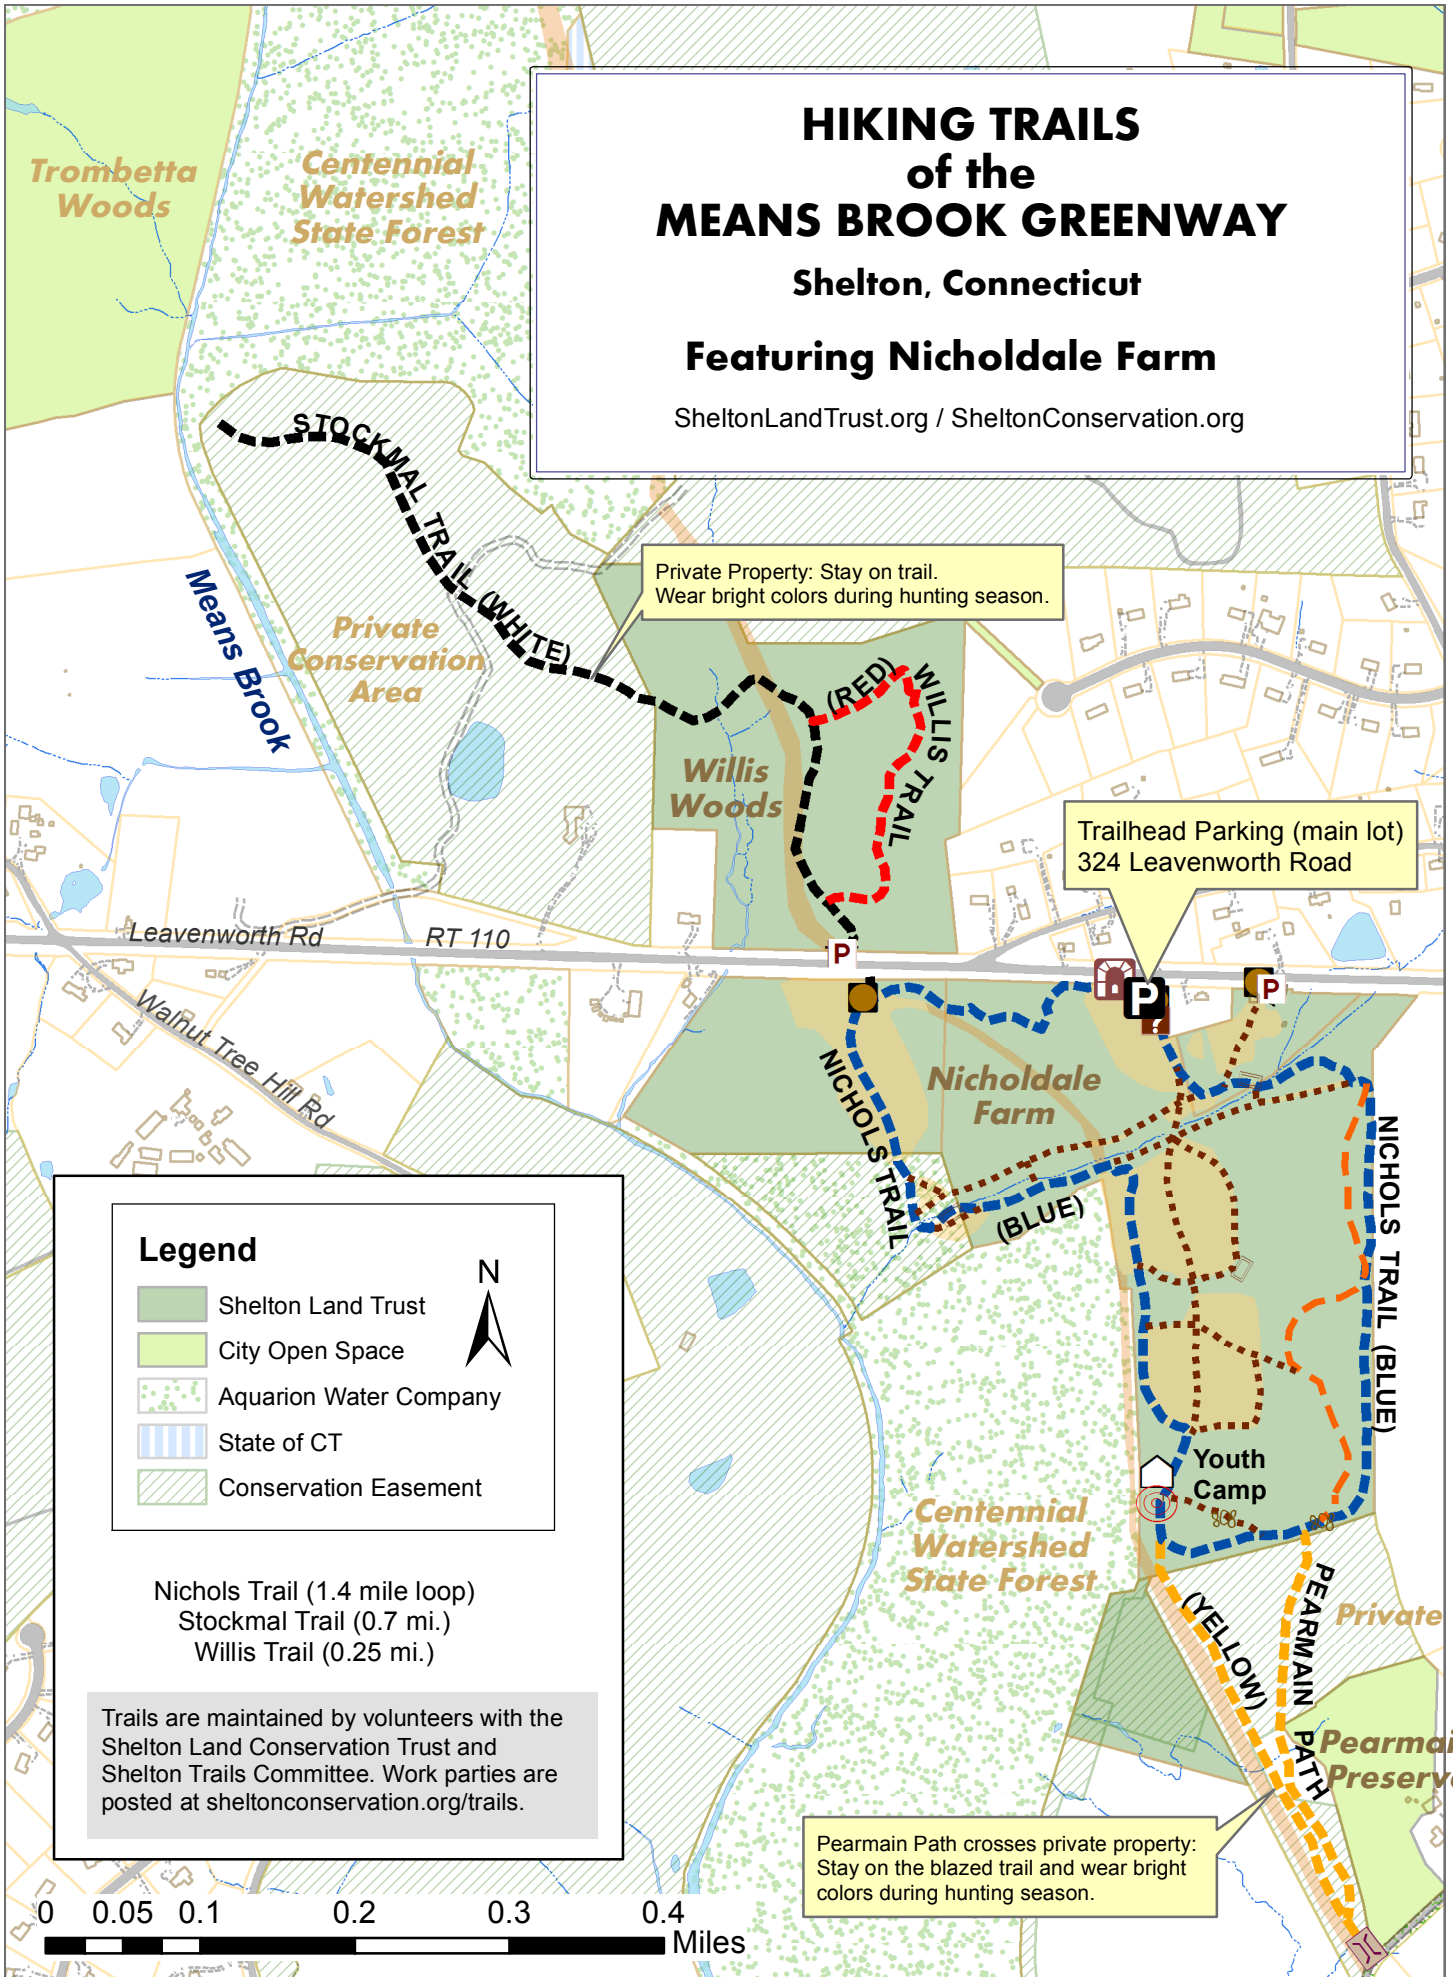 HIKING TRAILS
of the
MEANS BROOK GREENWAY
Shelton, Connecticut
Featuring Nicholdale Farm
SheltonLandTrust.org / SheltonConservation.org
Trombetta
Woods
Centennial
Watershed
State Forest
STOCKMAL TRAIL (WHITE)
Private Property: Stay on trail.
Wear bright colors during hunting season.
Means Brook
Private
Conservation
Area
(RED)
WILLIS TRAIL
Willis
Woods
Trailhead Parking (main lot)
324 Leavenworth Road
Leavenworth Rd
RT 110
P
P
P
?
Walnut Tree Hill Rd
NICHOLS TRAIL
(BLUE)
Nicholdale
Farm
NICHOLS TRAIL (BLUE)
Youth
Camp
Centennial
Watershed
State Forest
(YELLOW)
PEARMAIN PATH
Private
Pearmai
Preserv
Pearmain Path crosses private property:
Stay on the blazed trail and wear bright
colors during hunting season.
Legend
N
Shelton Land Trust
City Open Space
Aquarion Water Company
State of CT
Conservation Easement
Nichols Trail (1.4 mile loop)
Stockmal Trail (0.7 mi.)
Willis Trail (0.25 mi.)
Trails are maintained by volunteers with the
Shelton Land Conservation Trust and
Shelton Trails Committee. Work parties are
posted at sheltonconservation.org/trails.
0 0.05 0.1 0.2 0.3 0.4
Miles